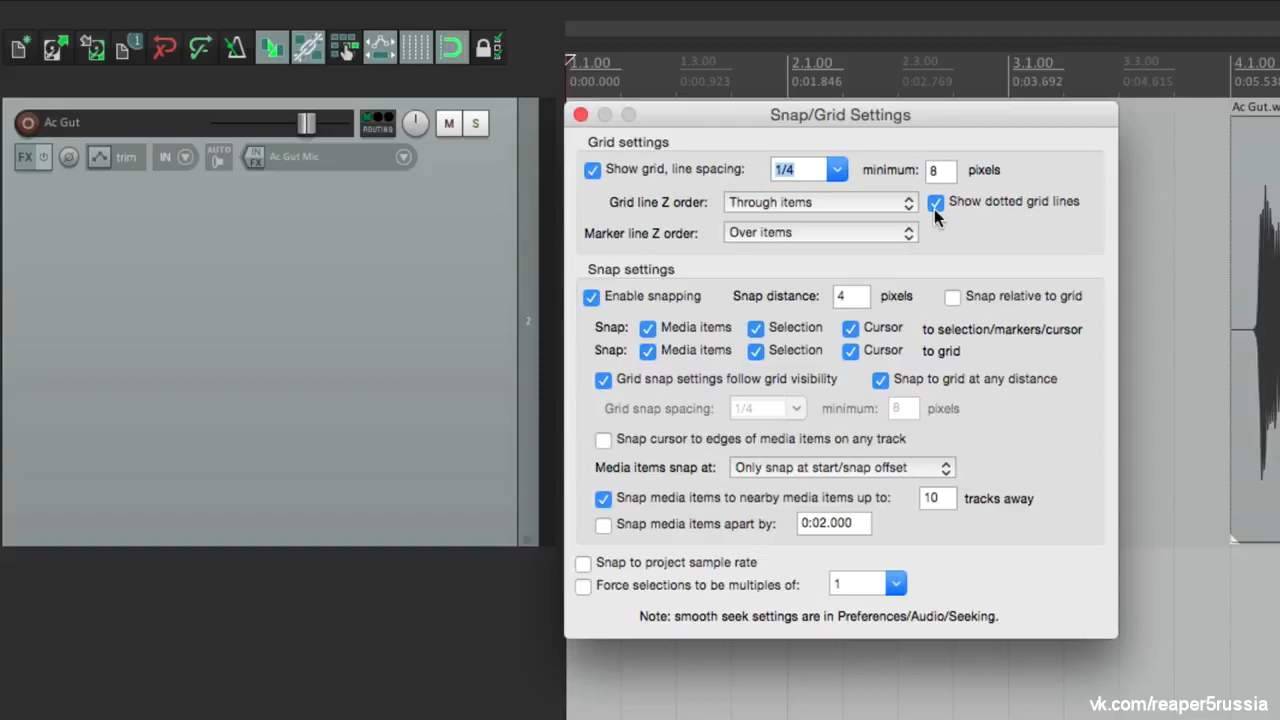 1.1.00 1.3.00 2.1.00 2.3.00 3.1.00 3.3.00 4.1.00
0:00.000 0:00.923 0:01.846 0:02.769 0:03.692 0:04.615 0:05.53
Ac Gut ROUTING M S
FX trim IN AUTO IN FX Ac Gut Mic
2
Ac Gut.w
Snap/Grid Settings
Grid settings
Show grid, line spacing: 1/4 minimum: 8 pixels
Grid line Z order: Through items Show dotted grid lines
Marker line Z order: Over items
Snap settings
Enable snapping Snap distance: 4 pixels Snap relative to grid
Snap: Media items Selection Cursor to selection/markers/cursor
Snap: Media items Selection Cursor to grid
Grid snap settings follow grid visibility Snap to grid at any distance
Grid snap spacing: 1/4 minimum: 8 pixels
Snap cursor to edges of media items on any track
Media items snap at: Only snap at start/snap offset
Snap media items to nearby media items up to: 10 tracks away
Snap media items apart by: 0:02.000
Snap to project sample rate
Force selections to be multiples of: 1
Note: smooth seek settings are in Preferences/Audio/Seeking.
vk.com/reaper5russia